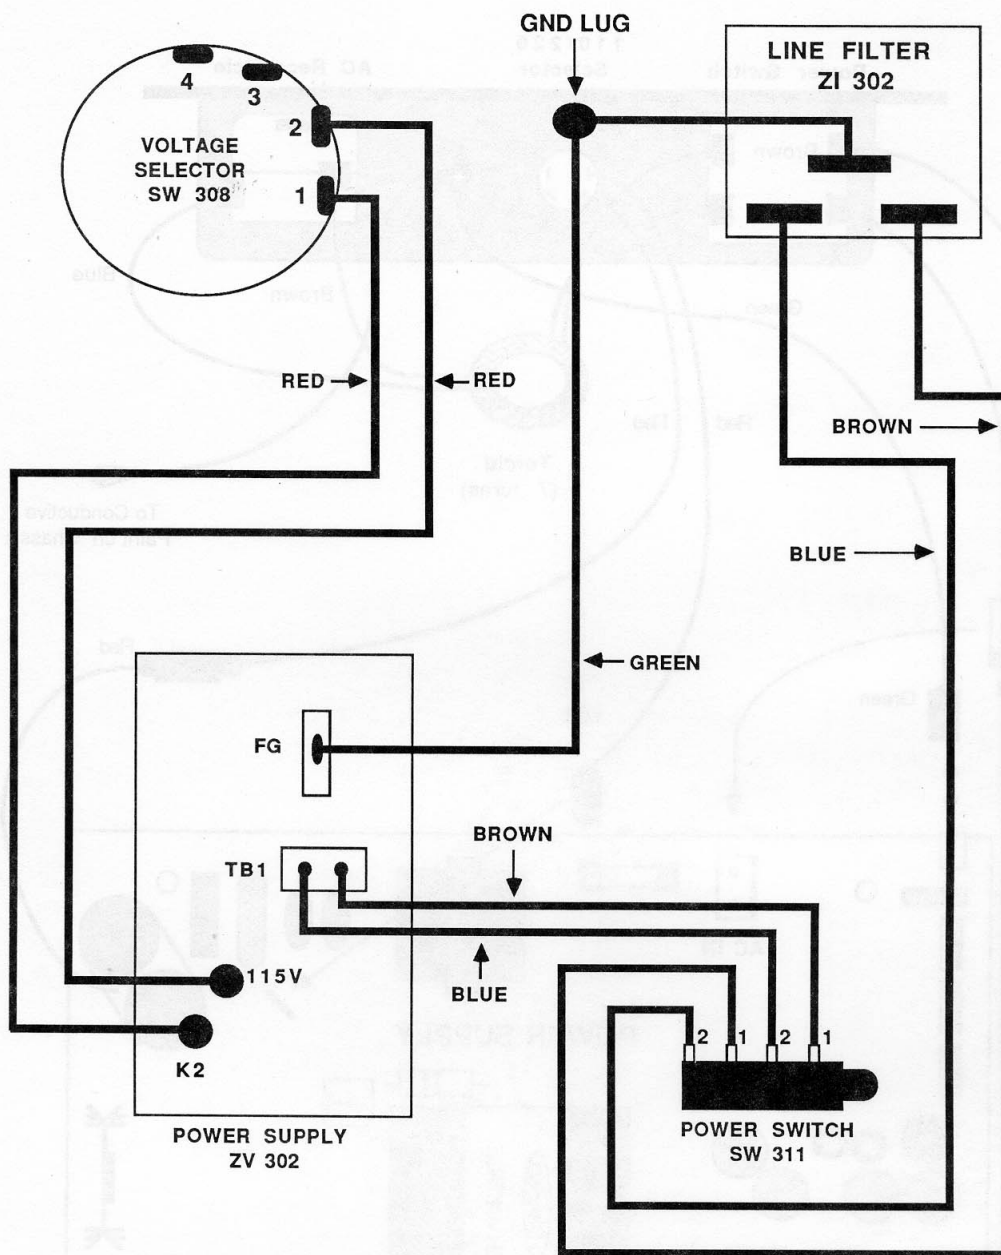 GND LUG
LINE FILTER
ZI 302
4
3
2
1
VOLTAGE
SELECTOR
SW 308
RED
RED
BROWN
BLUE
GREEN
FG
BROWN
TB1
115V
BLUE
K2
2 1 2 1
POWER SUPPLY
ZV 302
POWER SWITCH
SW 311